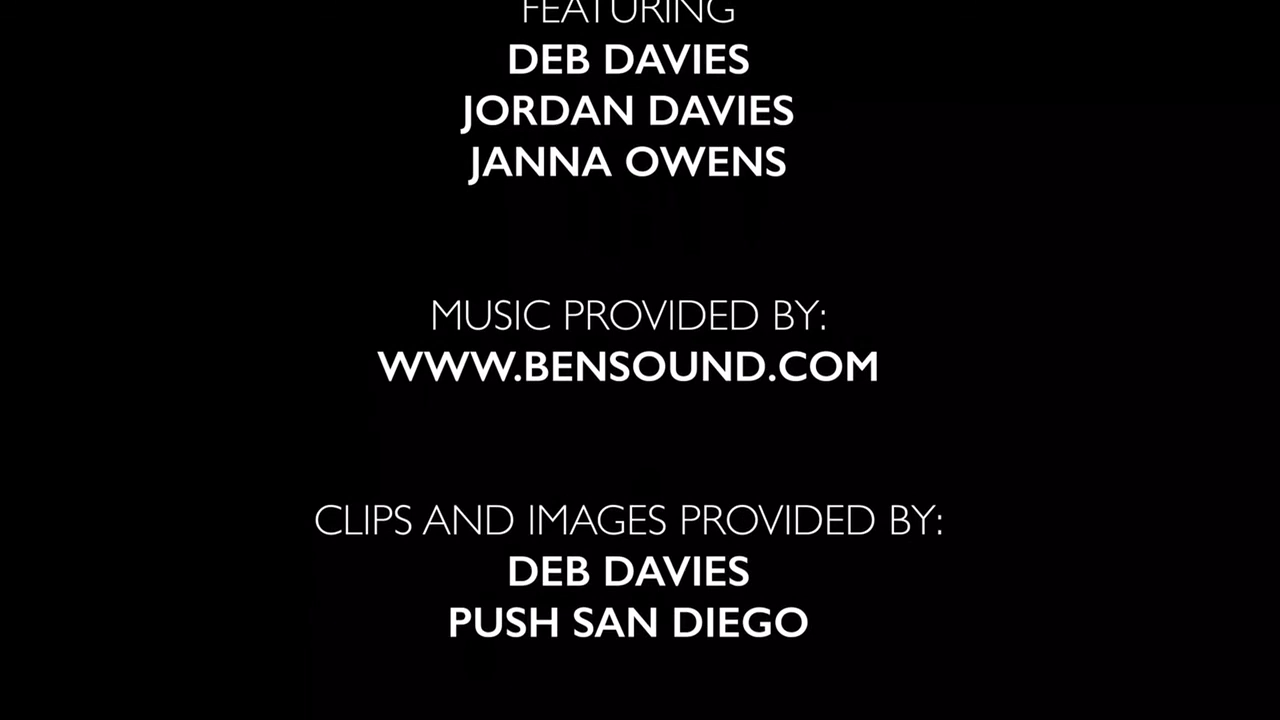 FEATURING
DEB DAVIES
JORDAN DAVIES
JANNA OWENS
MUSIC PROVIDED BY:
WWW.BENSOUND.COM
CLIPS AND IMAGES PROVIDED BY:
DEB DAVIES
PUSH SAN DIEGO